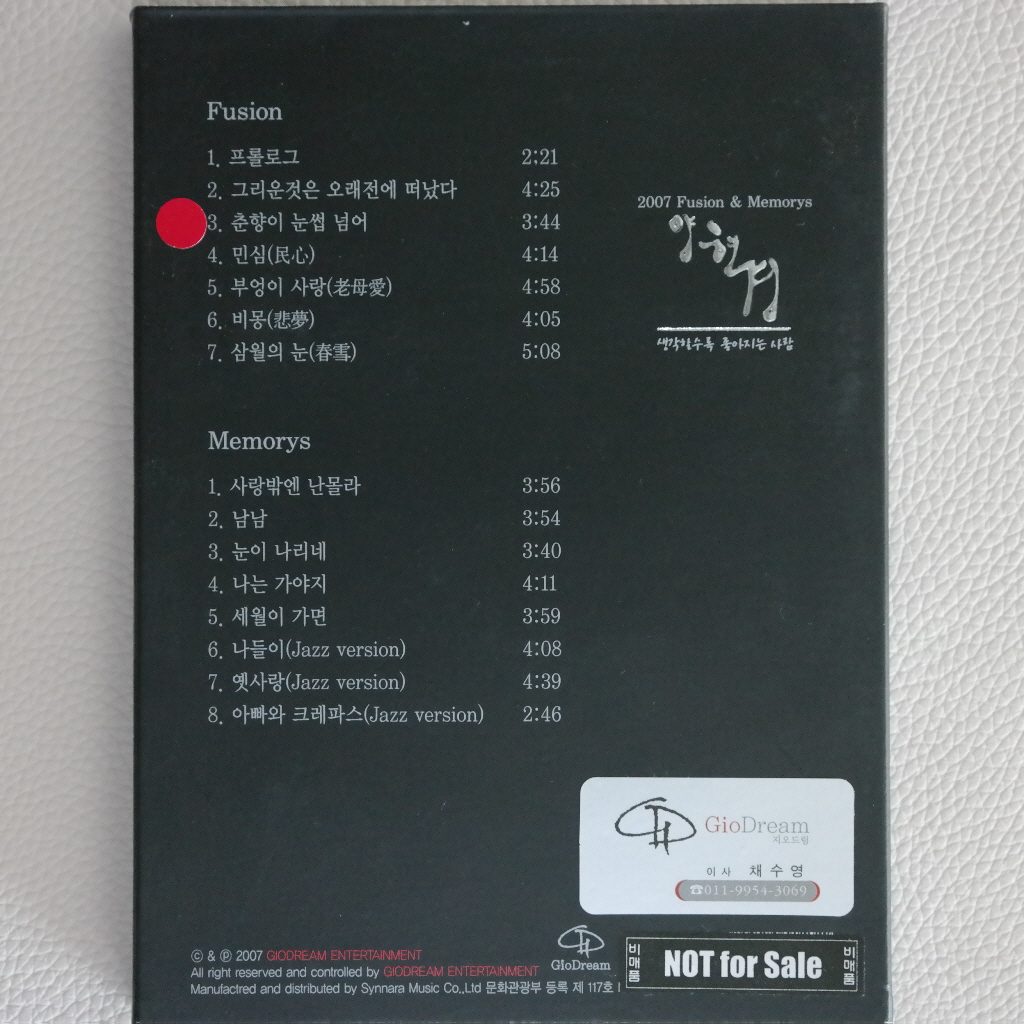 Fusion
1. 프롤로그 2:21
2. 그리운것은 오래전에 떠났다 4:25
3. 춘향이 눈썹 넘어 3:44
4. 민심(民心) 4:14
5. 부엉이 사랑(老母愛) 4:58
6. 비몽(悲夢) 4:05
7. 삼월의 눈(春雪) 5:08
2007 Fusion & Memorys
양현경
생각할수록 좋아지는 사람
Memorys
1. 사랑밖엔 난몰라 3:56
2. 남남 3:54
3. 눈이 나리네 3:40
4. 나는 가야지 4:11
5. 세월이 가면 3:59
6. 나들이(Jazz version) 4:08
7. 옛사랑(Jazz version) 4:39
8. 아빠와 크레파스(Jazz version) 2:46
GioDream
지오드림
이사 채수영
☎011-9954-3069
© & ℗ 2007 GIODREAM ENTERTAINMENT
All right reserved and controlled by GIODREAM ENTERTAINMENT
Manufactred and distributed by Synnara Music Co.,Ltd 문화관광부 등록 제 117호
GioDream
비매품 NOT for Sale 비매품